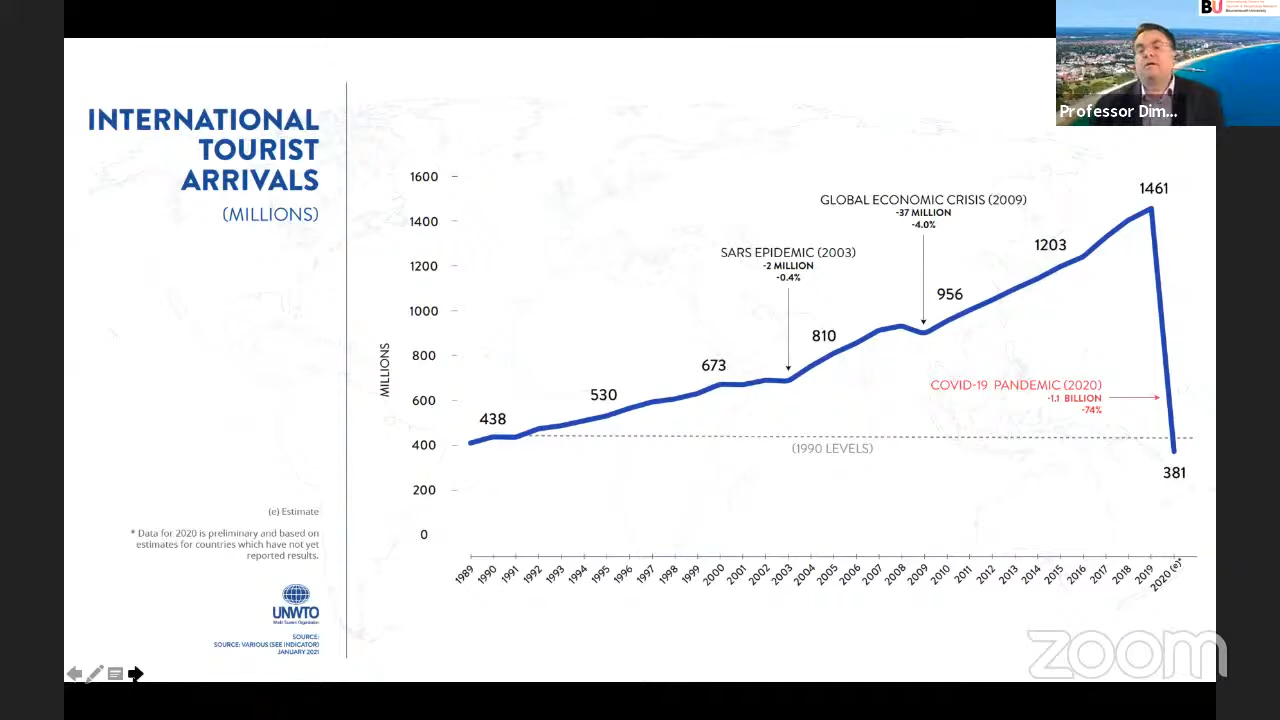 INTERNATIONAL
TOURIST
ARRIVALS
(MILLIONS)
(e) Estimate
* Data for 2020 is preliminary and based on
estimates for countries which have not yet
reported results.
UNWTO
World Tourism Organization
SOURCE:
SOURCE: VARIOUS (SEE INDICATOR)
JANUARY 2021
MILLIONS
1600
1400
1200
1000
800
600
400
200
0
438
530
673
SARS EPIDEMIC (2003)
-2 MILLION
-0.4%
810
GLOBAL ECONOMIC CRISIS (2009)
-37 MILLION
-4.0%
956
1203
1461
COVID-19 PANDEMIC (2020)
-1.1 BILLION
-74%
(1990 LEVELS)
381
1989
1990
1991
1992
1993
1994
1995
1996
1997
1998
1999
2000
2001
2002
2003
2004
2005
2006
2007
2008
2009
2010
2011
2012
2013
2014
2015
2016
2017
2018
2019
2020 (e)*
BU
Bournemouth University
Professor Dim...
zoom